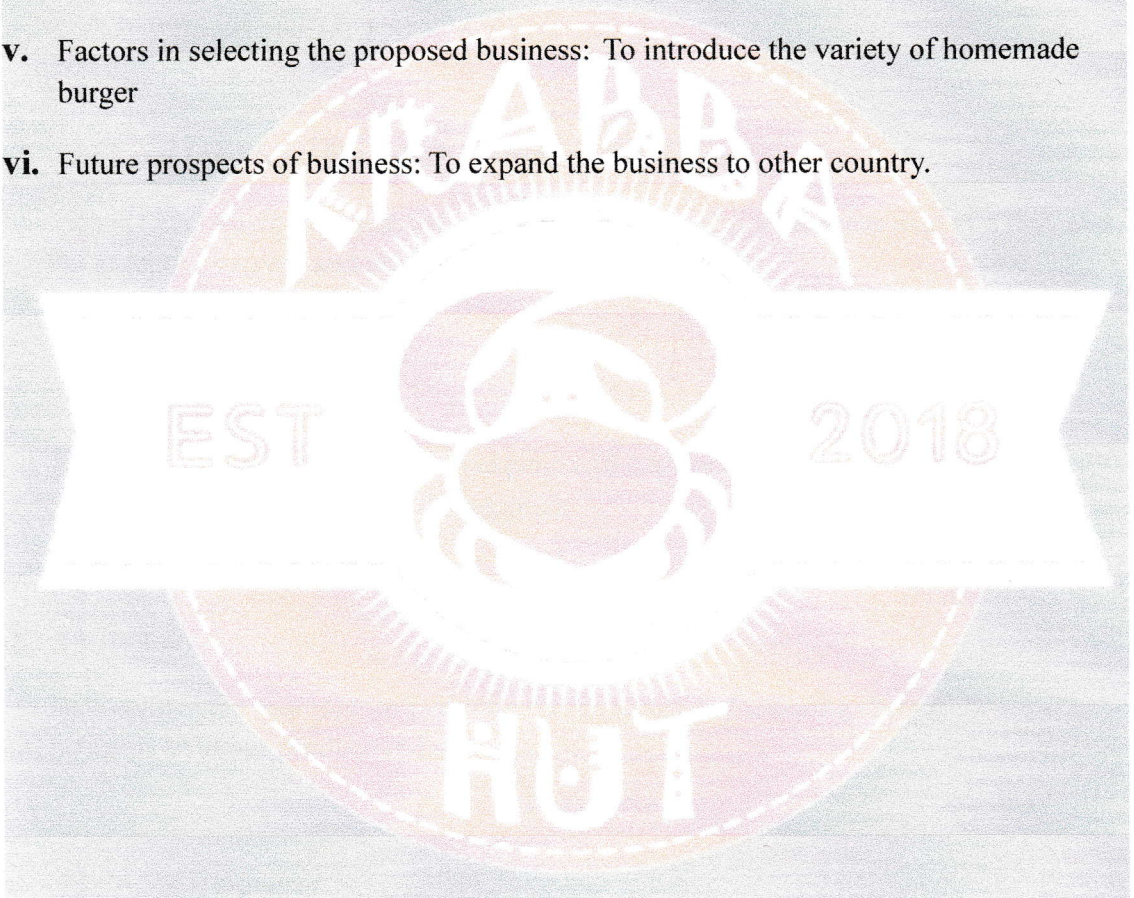 v. Factors in selecting the proposed business: To introduce the variety of homemade
burger
vi. Future prospects of business: To expand the business to other country.
KrABBA
EST
2018
HUT